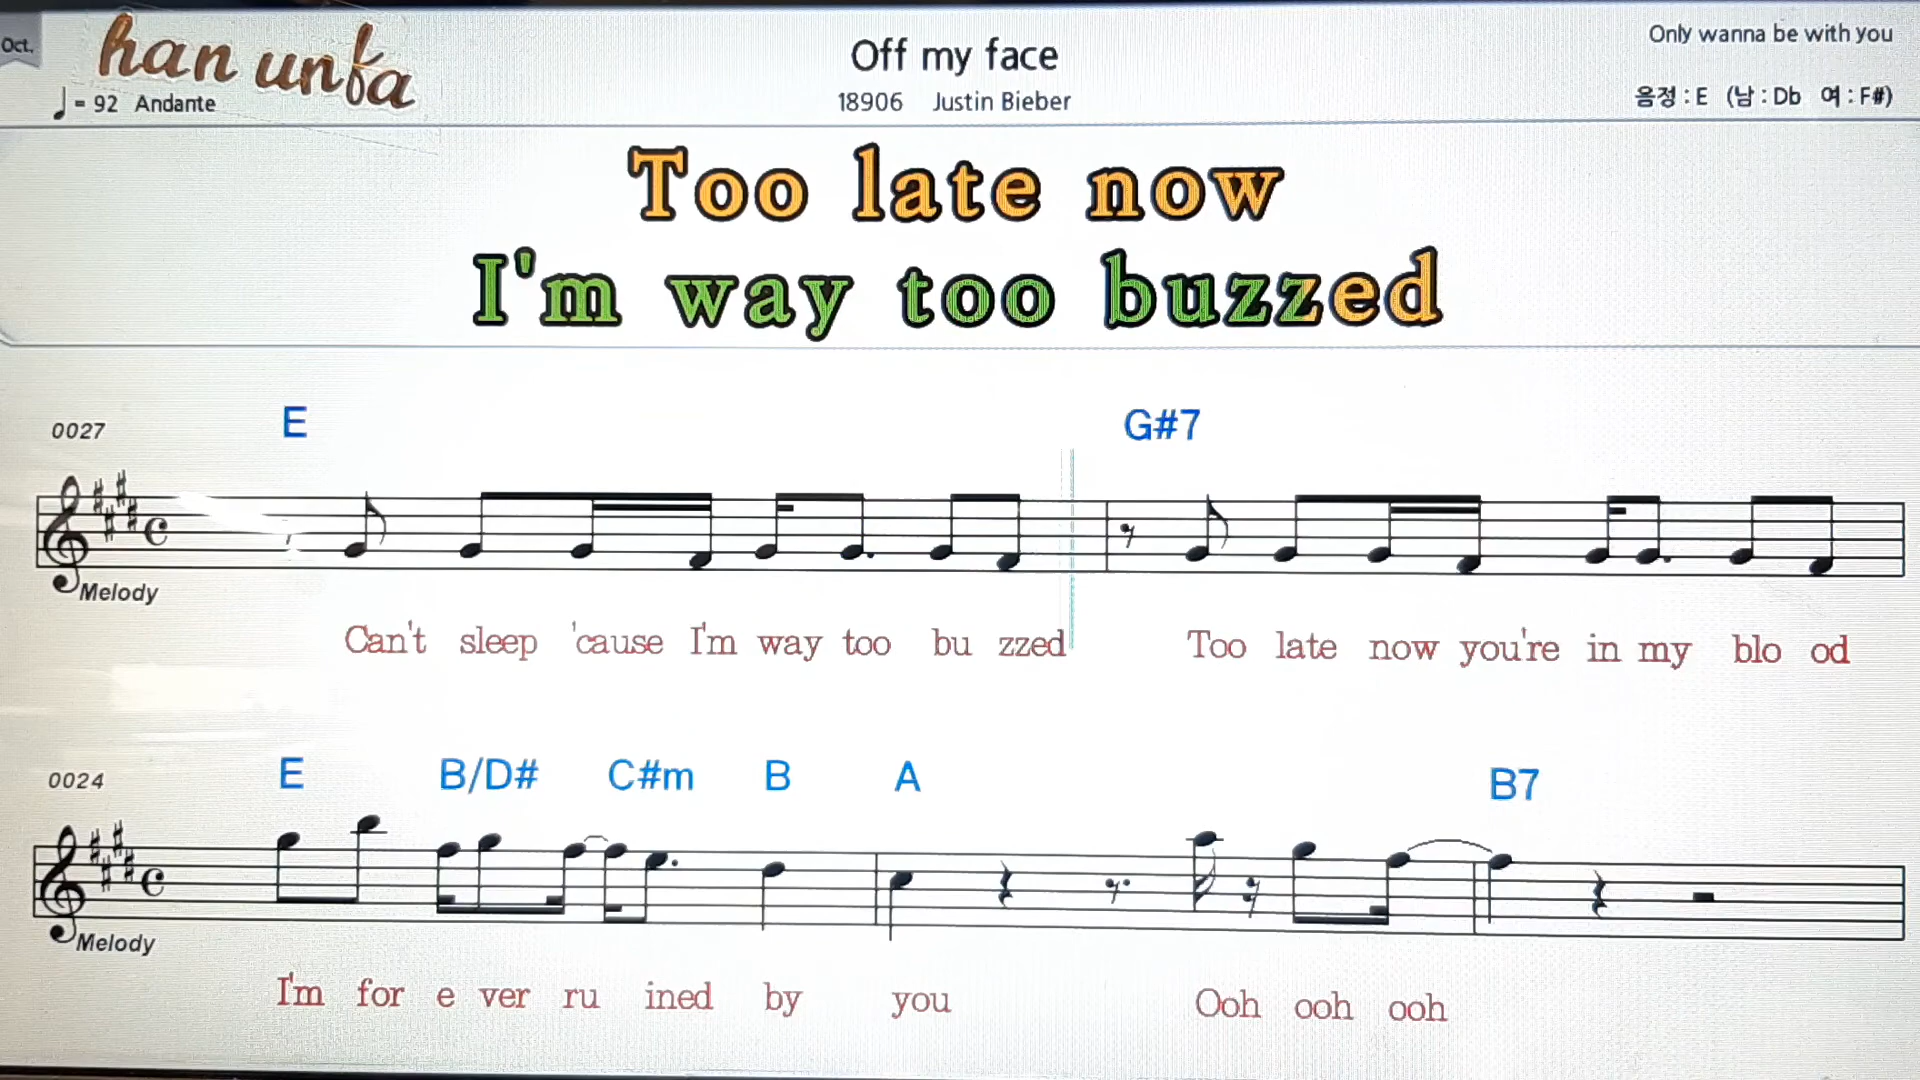 Oct.
han unfa
Off my face
Only wanna be with you
= 92 Andante
18906 Justin Bieber
음정 : E (남 : Db 여 : F#)
Too late now
I'm way too buzzed
E G#7
0027
Melody
Can't sleep 'cause I'm way too bu zzed Too late now you're in my blo od
E B/D# C#m B A B7
0024
Melody
I'm for e ver ru ined by you Ooh ooh ooh